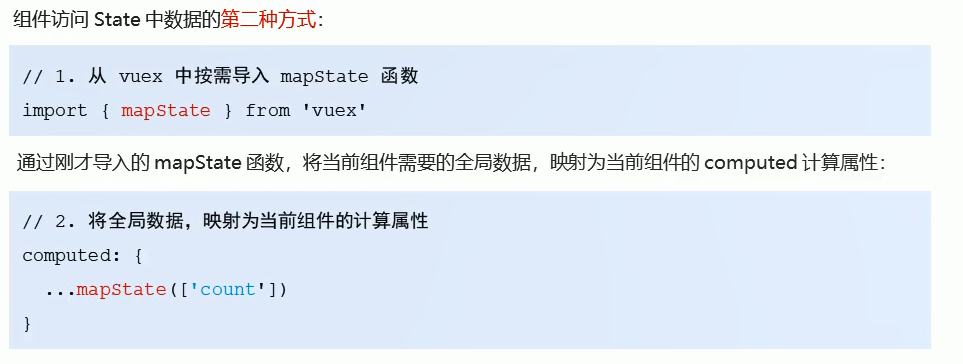 组件访问 State 中数据的第二种方式：
// 1. 从 vuex 中按需导入 mapState 函数
import { mapState } from 'vuex'
通过刚才导入的 mapState 函数，将当前组件需要的全局数据，映射为当前组件的 computed 计算属性：
// 2. 将全局数据，映射为当前组件的计算属性
computed: {
  ...mapState(['count'])
}